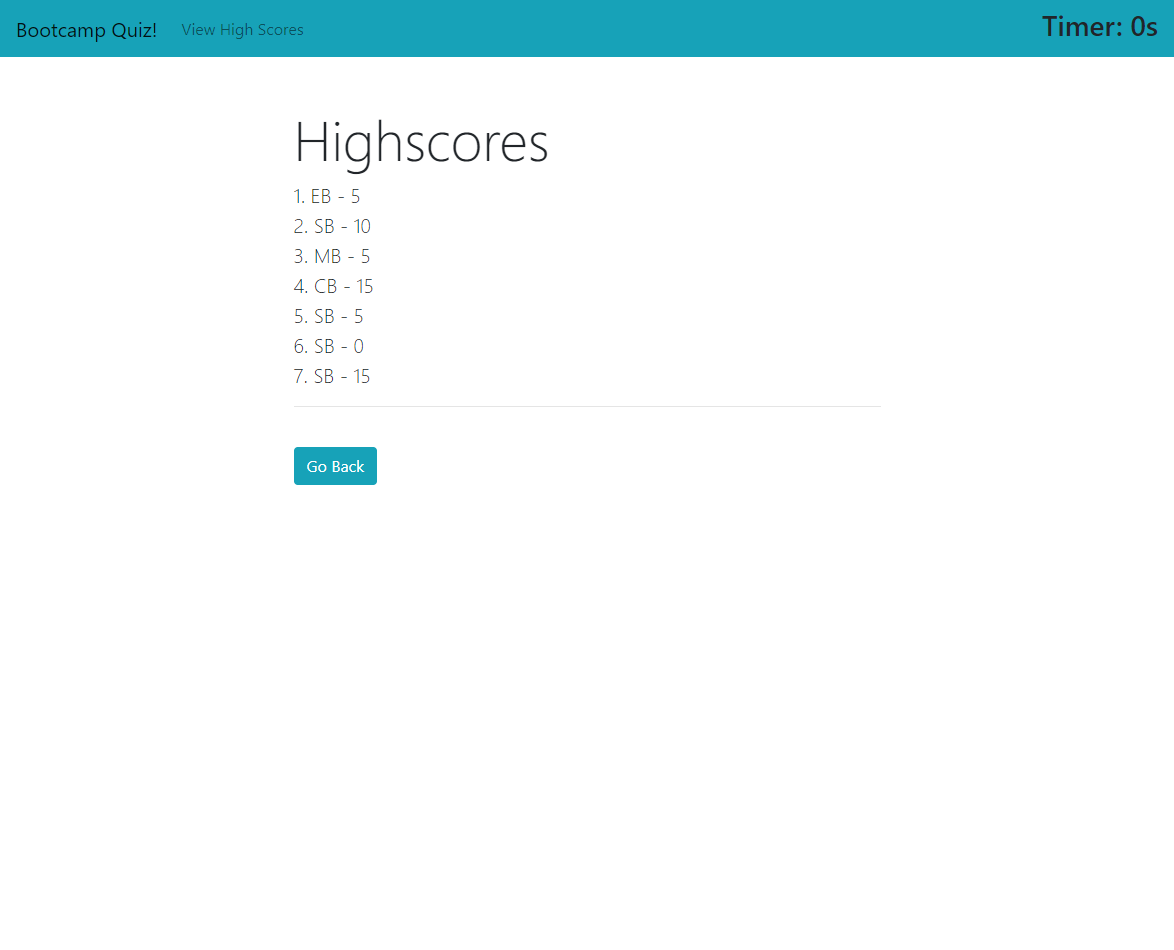 Bootcamp Quiz! View High Scores Timer: 0s
Highscores
1. EB - 5
2. SB - 10
3. MB - 5
4. CB - 15
5. SB - 5
6. SB - 0
7. SB - 15
Go Back